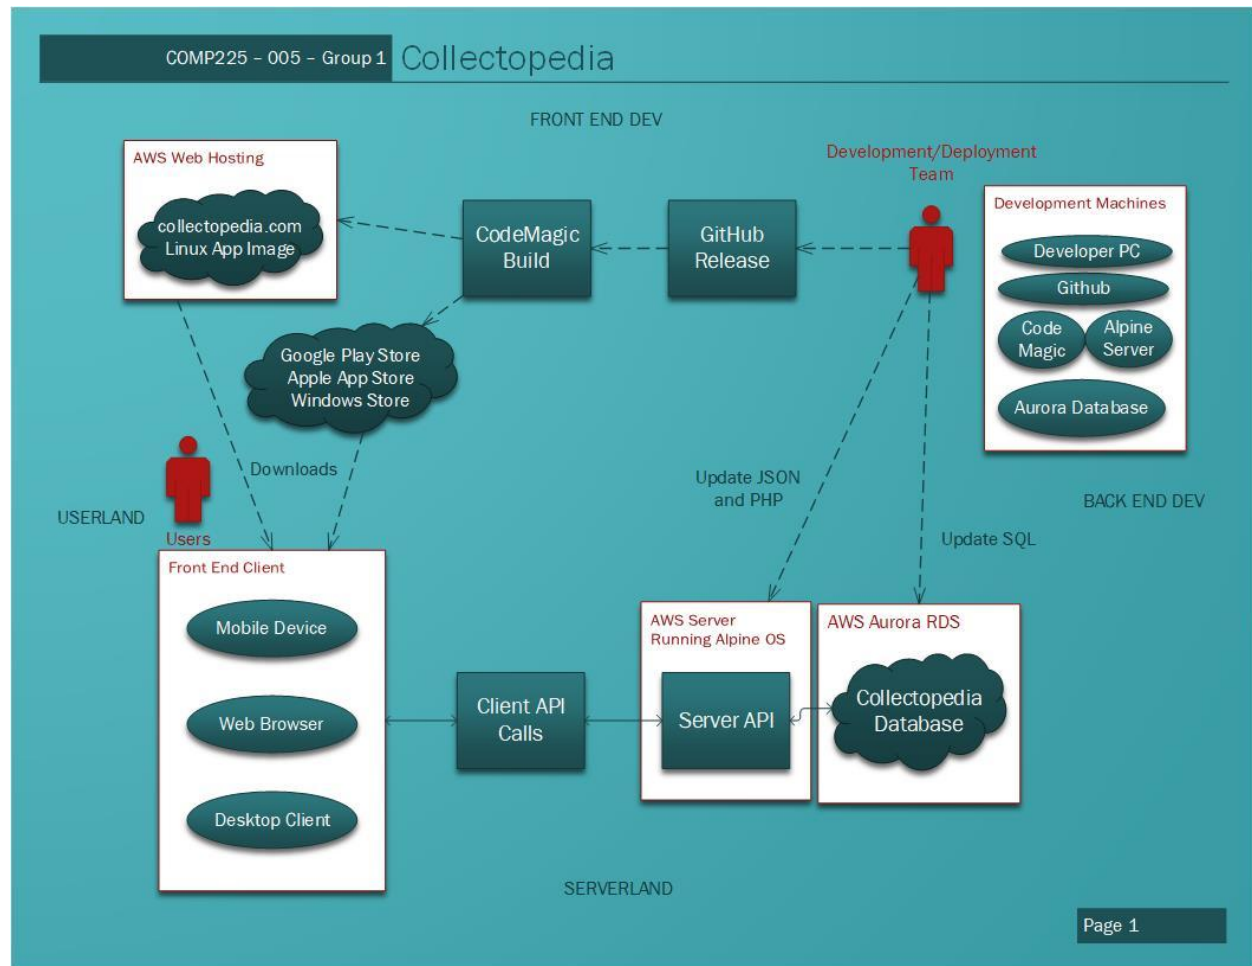 COMP225 – 005 – Group 1
Collectopedia
FRONT END DEV
AWS Web Hosting
collectopedia.com
Linux App Image
CodeMagic
Build
GitHub
Release
Development/Deployment
Team
Development Machines
Developer PC
Github
Code
Magic
Alpine
Server
Aurora Database
Google Play Store
Apple App Store
Windows Store
Downloads
Update JSON
and PHP
BACK END DEV
USERLAND
Users
Update SQL
Front End Client
Mobile Device
Web Browser
Desktop Client
Client API
Calls
AWS Server
Running Alpine OS
Server API
AWS Aurora RDS
Collectopedia
Database
SERVERLAND
Page 1